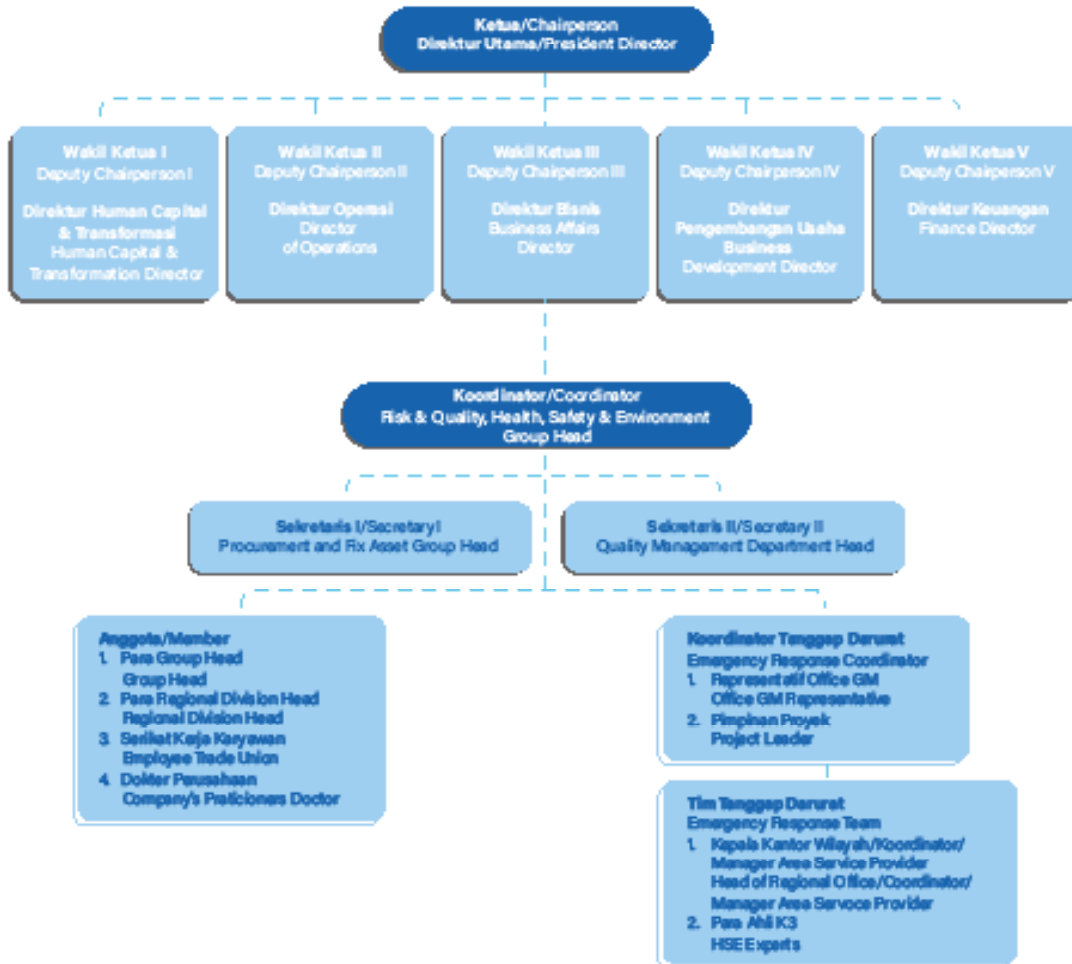 Ketua/Chairperson
Direktur Utama/President Director
Wakil Ketua I
Deputy Chairperson I
Direktur Human Capital
& Transformasi
Human Capital &
Transformation Director
Wakil Ketua II
Deputy Chairperson II
Direktur Operasi
Director
of Operations
Wakil Ketua III
Deputy Chairperson III
Direktur Bisnis
Business Affairs
Director
Wakil Ketua IV
Deputy Chairperson IV
Direktur
Pengembangan Usaha
Business
Development Director
Wakil Ketua V
Deputy Chairperson V
Direktur Keuangan
Finance Director
Koordinator/Coordinator
Risk & Quality, Health, Safety & Environment
Group Head
Sekretaris I/Secretary I
Procurement and Fix Asset Group Head
Sekretaris II/Secretary II
Quality Management Department Head
Anggota/Member
1. Para Group Head
Group Head
2. Para Regional Division Head
Regional Division Head
3. Serikat Kerja Karyawan
Employee Trade Union
4. Dokter Perusahaan
Company's Praticioners Doctor
Koordinator Tanggap Darurat
Emergency Response Coordinator
1. Representatif Office GM
Office GM Representative
2. Pimpinan Proyek
Project Leader
Tim Tanggap Darurat
Emergency Response Team
1. Kepala Kantor Wilayah/Koordinator/
Manager Area Service Provider
Head of Regional Office/Coordinator/
Manager Area Servoce Provider
2. Para Ahli K3
HSE Experts